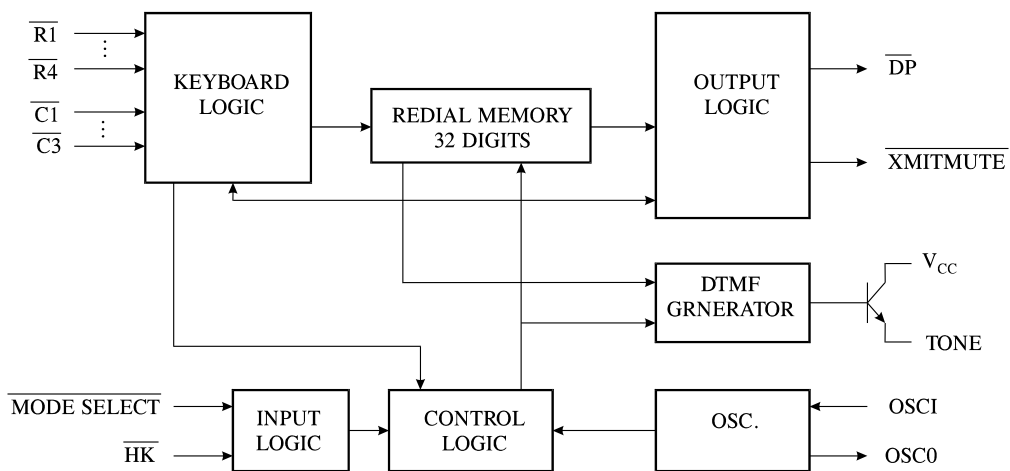 R1
R4
C1
C3
KEYBOARD
LOGIC
REDIAL MEMORY
32 DIGITS
OUTPUT
LOGIC
DP
XMITMUTE
DTMF
GRNERATOR
V_CC
TONE
MODE SELECT
HK
INPUT
LOGIC
CONTROL
LOGIC
OSC.
OSCI
OSC0